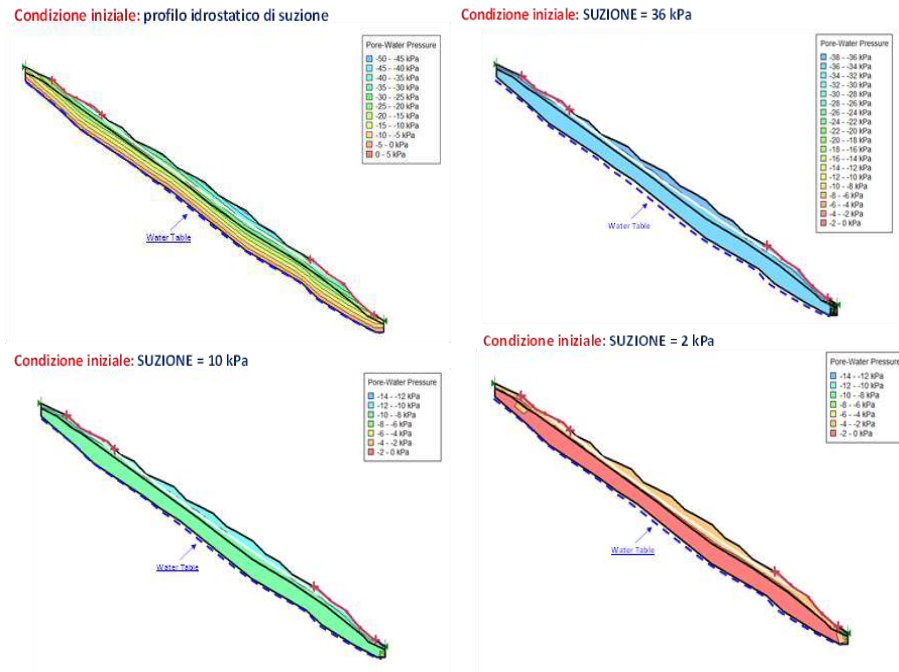 Condizione iniziale: profilo idrostatico di suzione
Pore-Water Pressure
-50 - -45 kPa
-45 - -40 kPa
-40 - -35 kPa
-35 - -30 kPa
-30 - -25 kPa
-25 - -20 kPa
-20 - -15 kPa
-15 - -10 kPa
-10 - -5 kPa
-5 - 0 kPa
0 - 5 kPa
Water Table
Condizione iniziale: SUZIONE = 36 kPa
Pore-Water Pressure
-38 - -36 kPa
-36 - -34 kPa
-34 - -32 kPa
-32 - -30 kPa
-30 - -28 kPa
-28 - -26 kPa
-26 - -24 kPa
-24 - -22 kPa
-22 - -20 kPa
-20 - -18 kPa
-18 - -16 kPa
-16 - -14 kPa
-14 - -12 kPa
-12 - -10 kPa
-10 - -8 kPa
-8 - -6 kPa
-6 - -4 kPa
-4 - -2 kPa
-2 - 0 kPa
Water Table
Condizione iniziale: SUZIONE = 10 kPa
Pore-Water Pressure
-14 - -12 kPa
-12 - -10 kPa
-10 - -8 kPa
-8 - -6 kPa
-6 - -4 kPa
-4 - -2 kPa
-2 - 0 kPa
Water Table
Condizione iniziale: SUZIONE = 2 kPa
Pore-Water Pressure
-14 - -12 kPa
-12 - -10 kPa
-10 - -8 kPa
-8 - -6 kPa
-6 - -4 kPa
-4 - -2 kPa
-2 - 0 kPa
Water Table